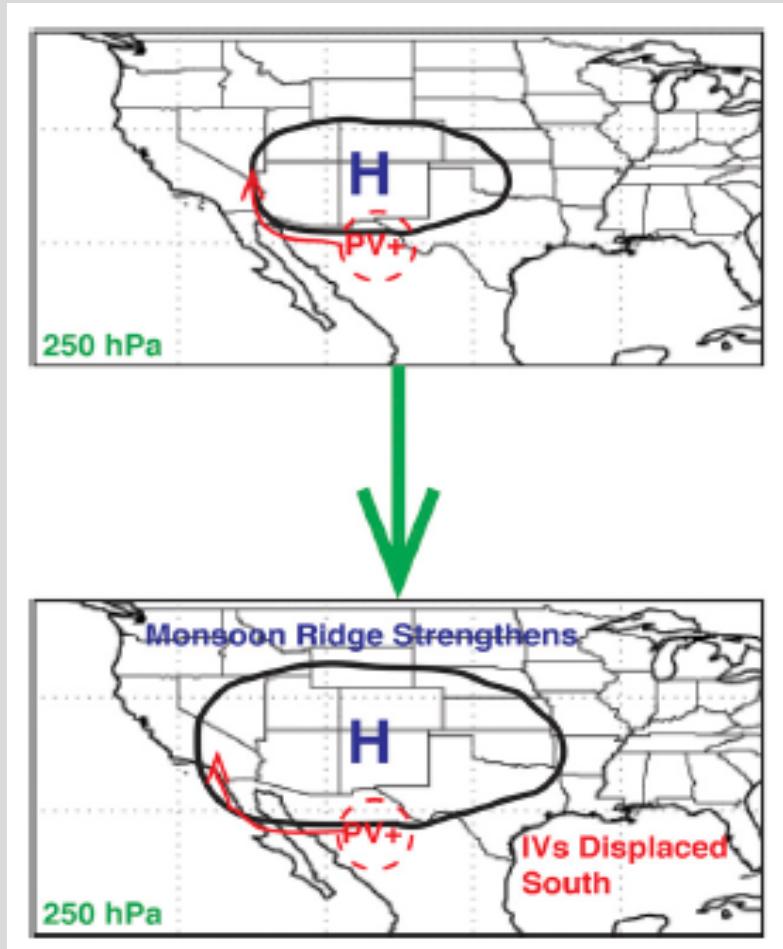 H
PV+
250 hPa
Monsoon Ridge Strengthens
H
PV+
IVs Displaced
South
250 hPa